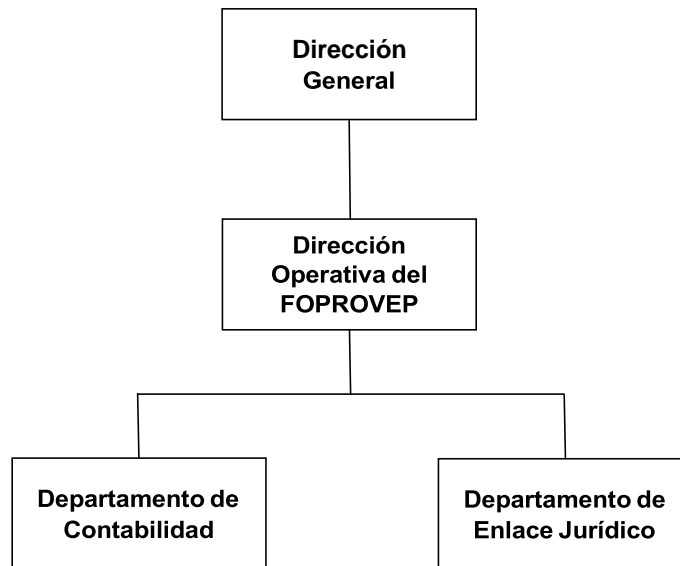 Dirección
General
Dirección
Operativa del
FOPROVEP
Departamento de
Contabilidad
Departamento de
Enlace Jurídico